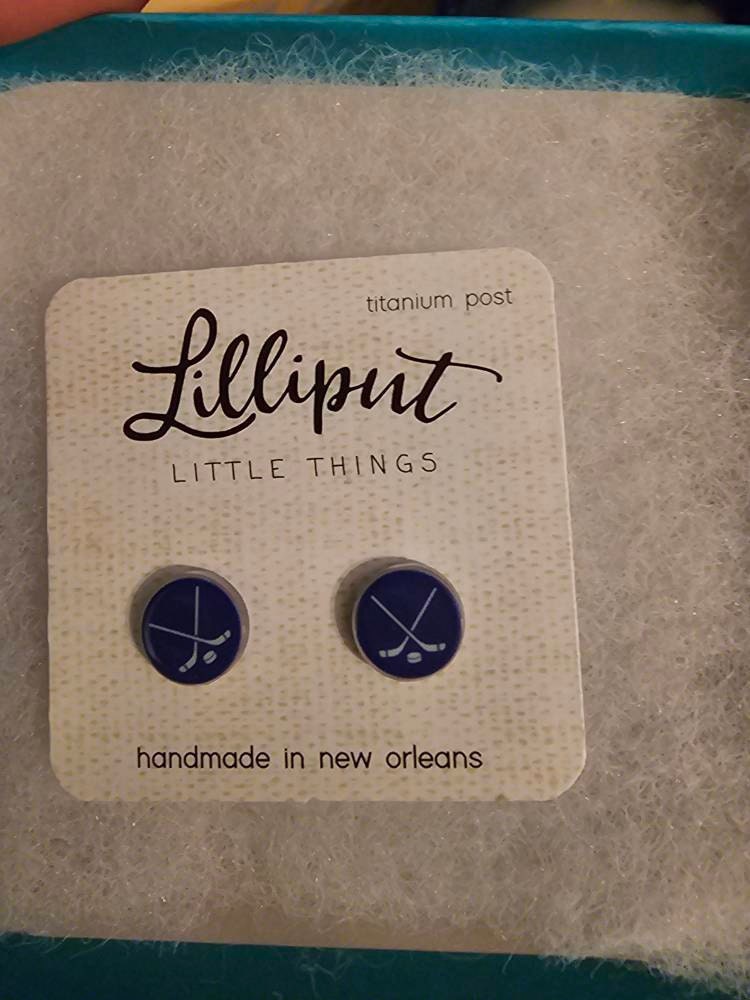 titanium post
Lilliput
LITTLE THINGS
handmade in new orleans